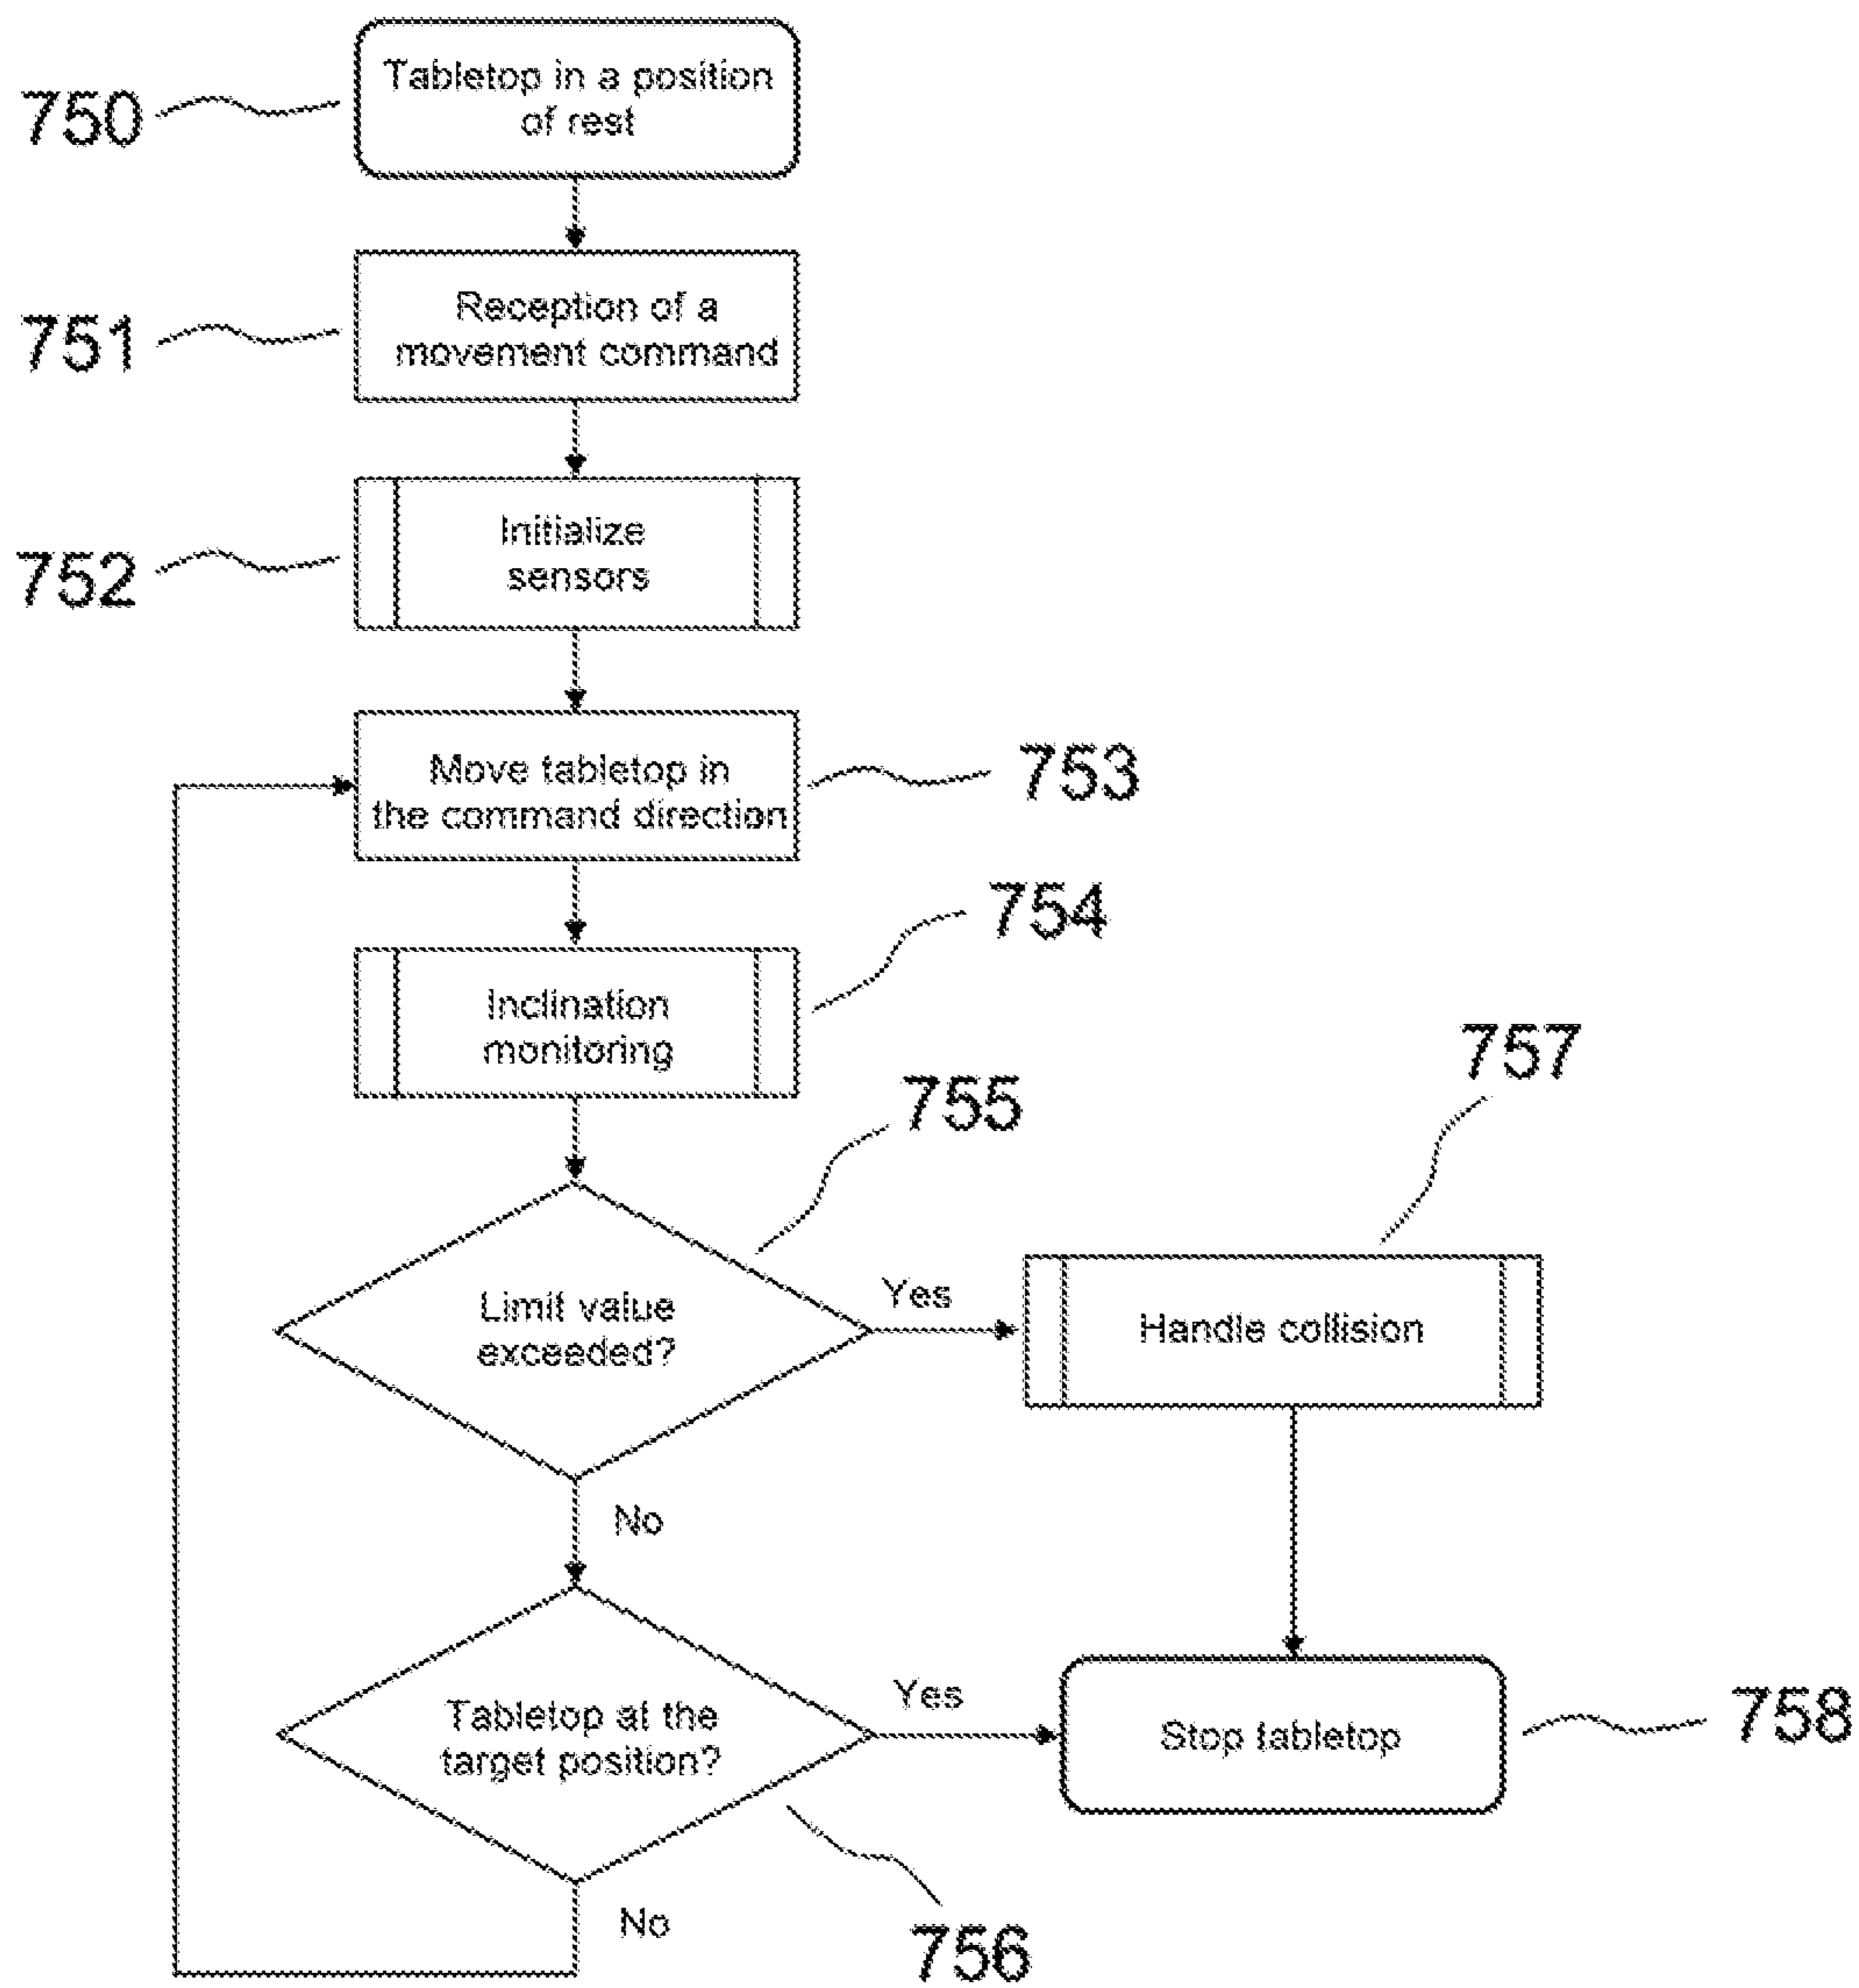 750
Tabletop in a position
of rest
751
Reception of a
movement command
752
Initialize
sensors
Move tabletop in
the command direction
753
Inclination
monitoring
754
755
Limit value
exceeded?
Yes
No
757
Handle collision
Tabletop at the
target position?
Yes
No
756
Stop tabletop
758